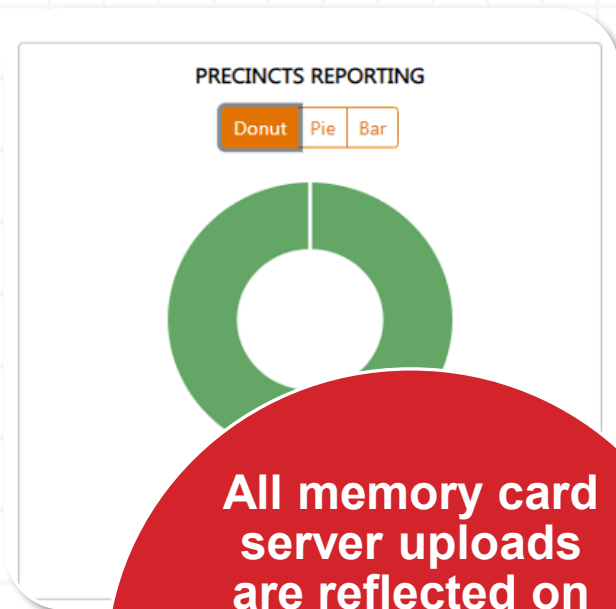 PRECINCTS REPORTING
Donut Pie Bar
All memory card
server uploads
are reflected on